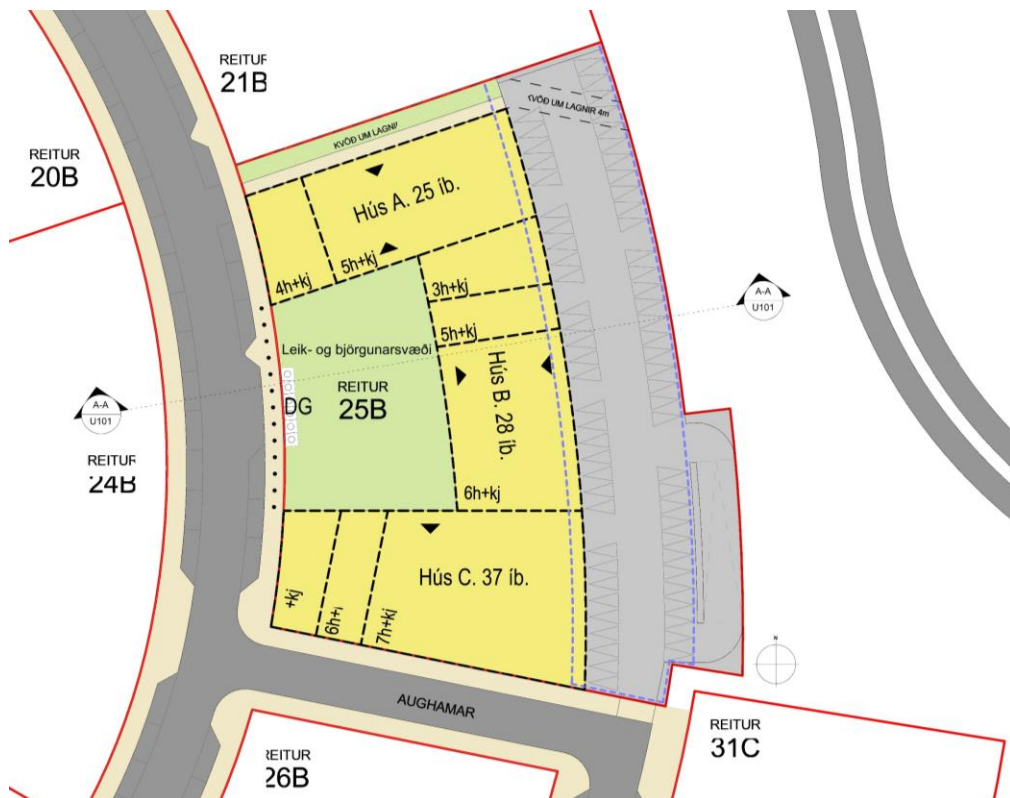 REITUR
21B
REITUR
20B
KVÖÐ UM LAGNIR 4m
KVÖÐ UM LAGNI
Hús A. 25 íb.
4h+kj
5h+kj
3h+kj
5h+kj
A-A
U101
Leik- og björgunarsvæði
REITUR
25B
DG
Hús B. 28 íb.
A-A
U101
REITUR
24B
6h+kj
Hús C. 37 íb.
+kj
6h+
7h+kj
N
AUGHAMAR
REITUR
31C
REITUR
26B